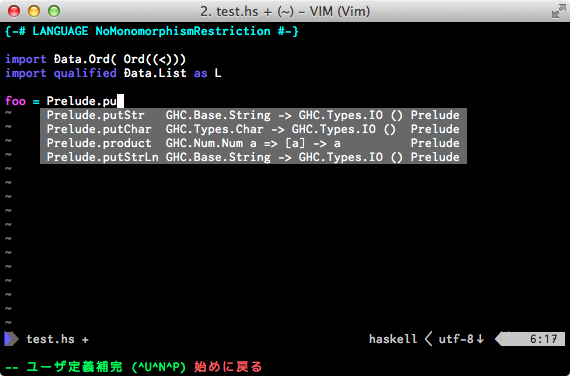 2. test.hs + (~) – VIM (Vim)
{-# LANGUAGE NoMonomorphismRestriction #-}
import Data.Ord( Ord((<)))
import qualified Data.List as L
foo = Prelude.pu
~ Prelude.putStr GHC.Base.String -> GHC.Types.IO () Prelude
~ Prelude.putChar GHC.Types.Char -> GHC.Types.IO () Prelude
~ Prelude.product GHC.Num.Num a => [a] -> a Prelude
~ Prelude.putStrLn GHC.Base.String -> GHC.Types.IO () Prelude
~
~
~
~
~
~
~
~
~
~
~
~
test.hs + haskell utf-8↓ 6:17
-- ユーザ定義補完 (^U^N^P) 始めに戻る